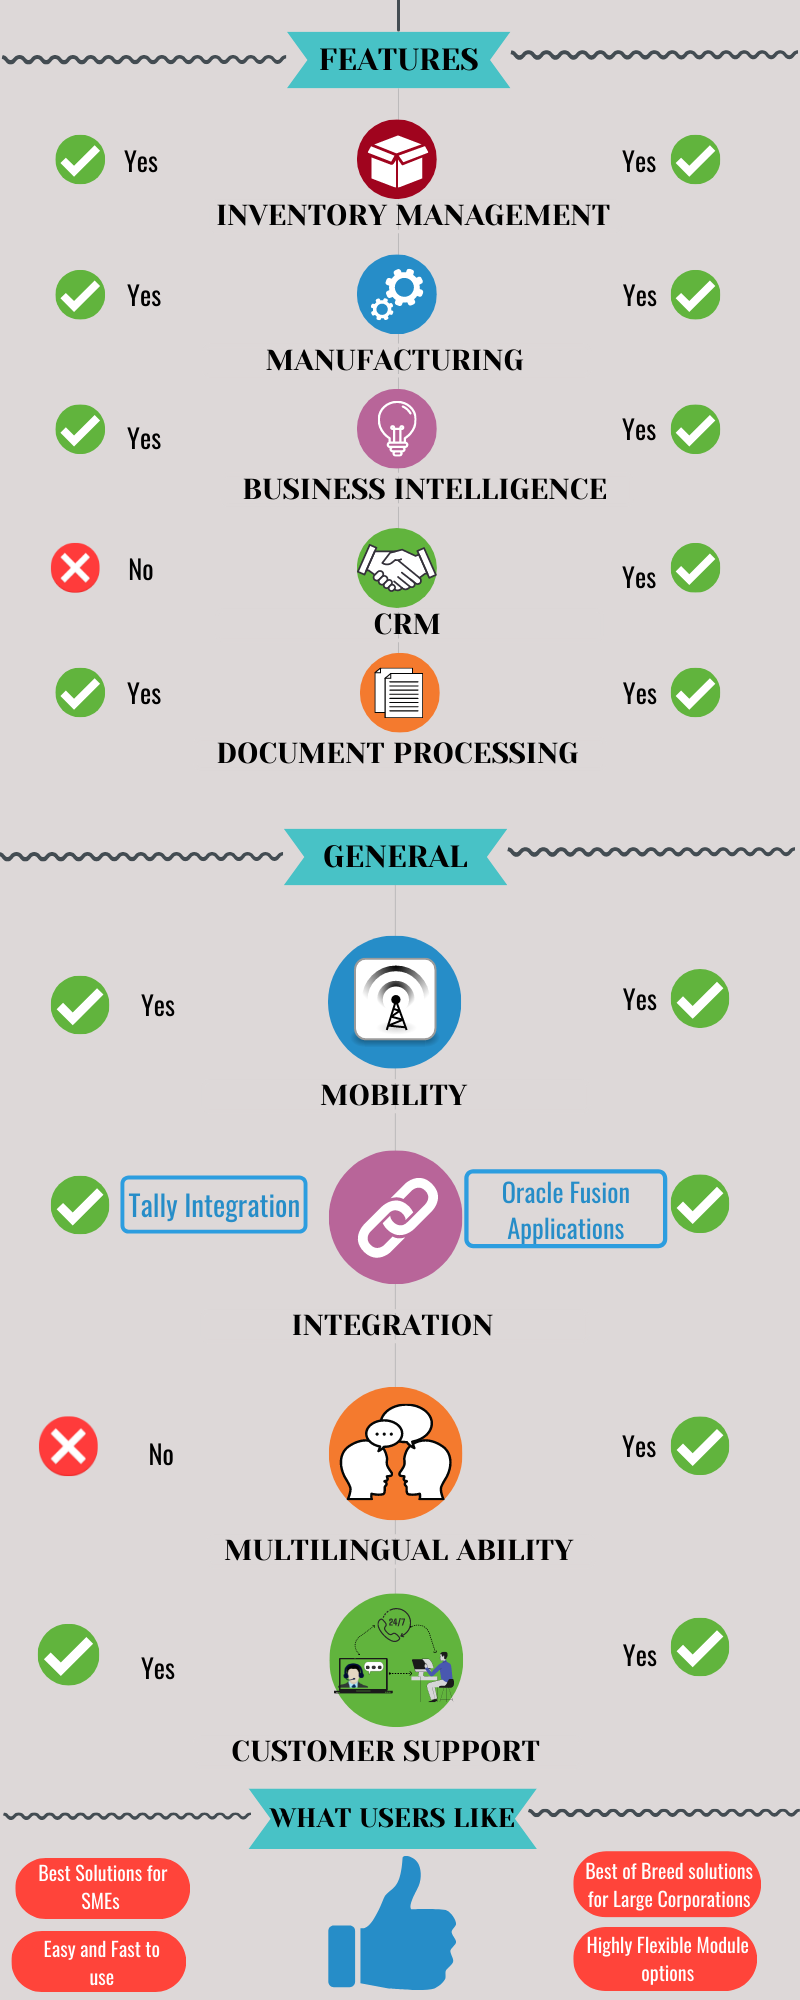 FEATURES
Yes
Yes
INVENTORY MANAGEMENT
Yes
Yes
MANUFACTURING
Yes
Yes
BUSINESS INTELLIGENCE
No
Yes
CRM
Yes
Yes
DOCUMENT PROCESSING
GENERAL
Yes
Yes
MOBILITY
Tally Integration
Oracle Fusion
Applications
INTEGRATION
No
Yes
MULTILINGUAL ABILITY
24/7
Yes
Yes
CUSTOMER SUPPORT
WHAT USERS LIKE
Best Solutions for
SMEs
Best of Breed solutions
for Large Corporations
Easy and Fast to
use
Highly Flexible Module
options